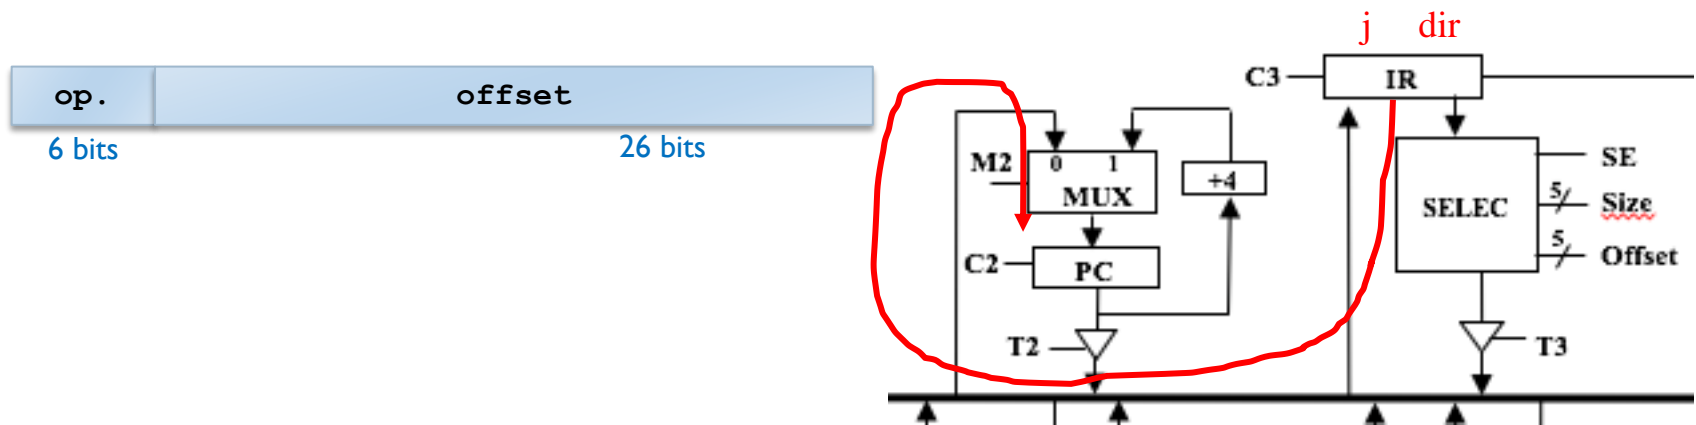 op. offset
6 bits 26 bits
j dir
C3 IR
M2 0 1
MUX
+4
SELEC
SE
5 Size
5 Offset
C2 PC
T2
T3